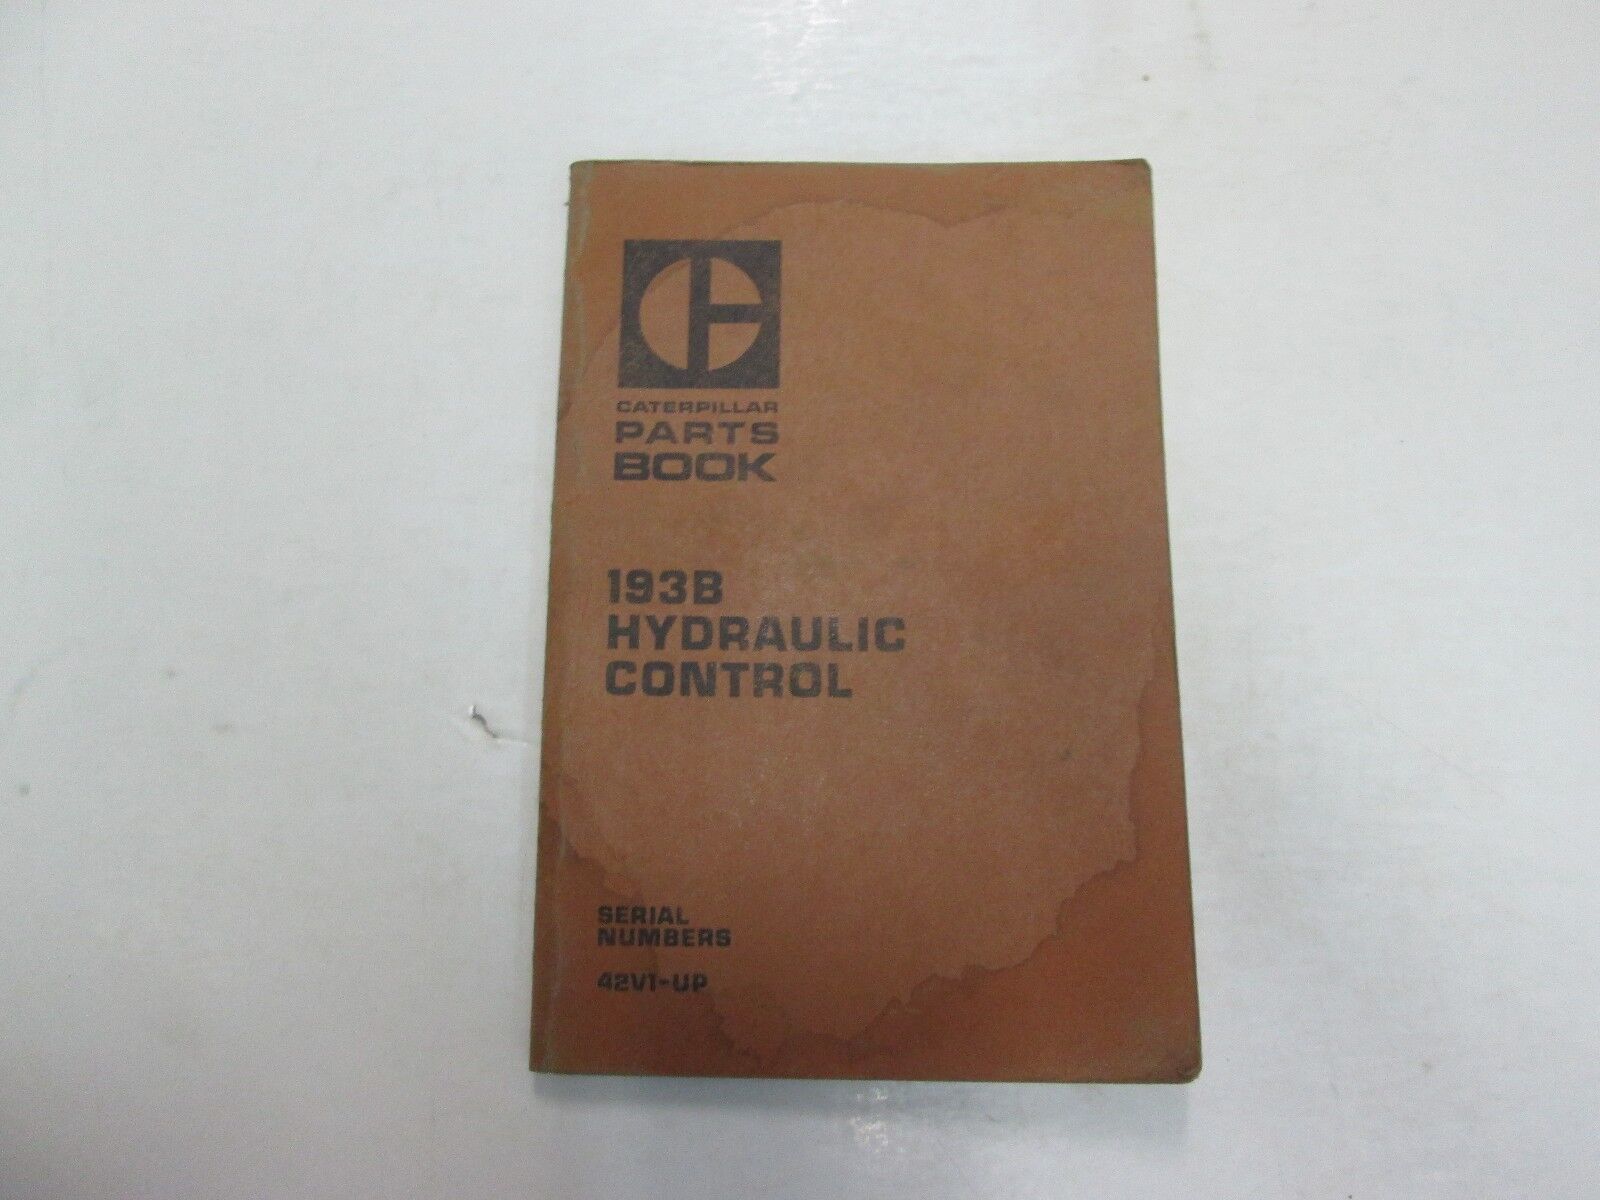 CATERPILLAR
PARTS
BOOK
193B
HYDRAULIC
CONTROL
SERIAL
NUMBERS
42V1-UP